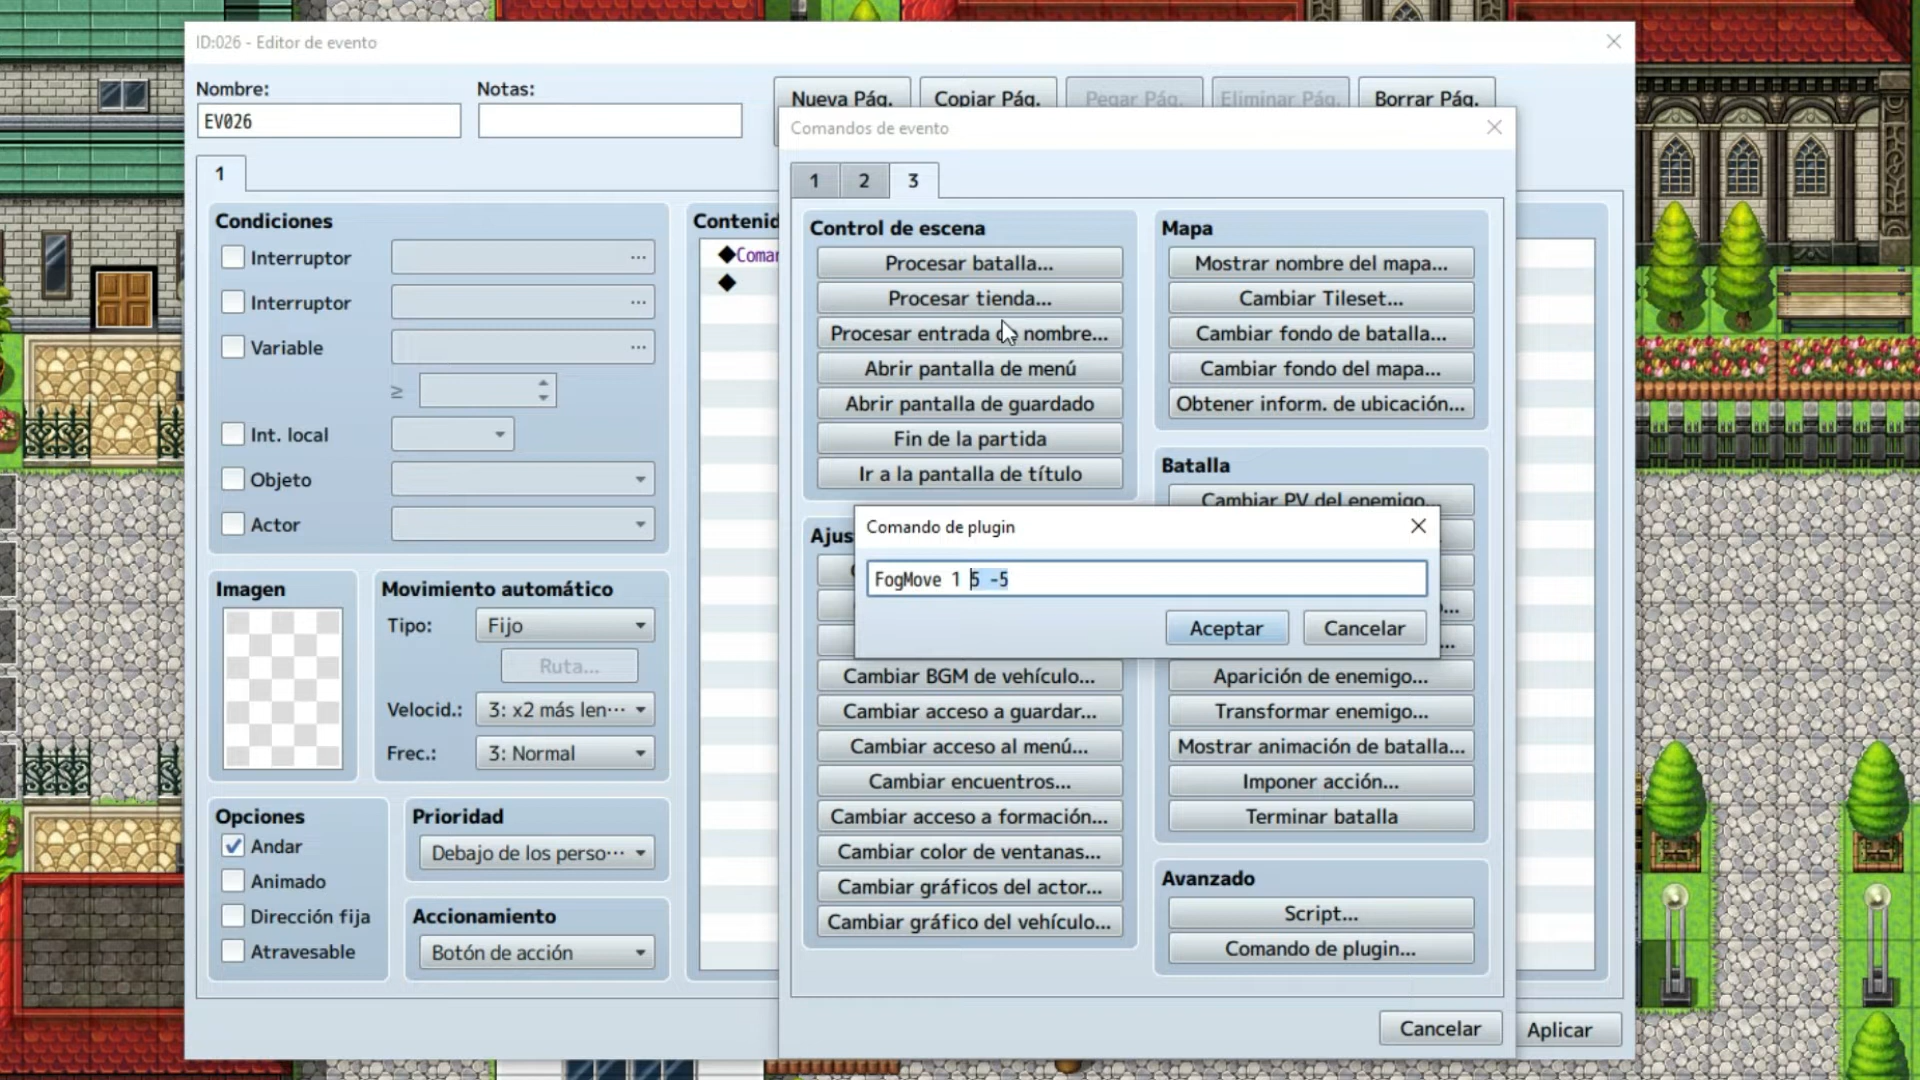 ID:026 - Editor de evento
Nombre:
Notas:
EV026
Nueva Pág.
Copiar Pág.
Pegar Pág.
Eliminar Pág.
Borrar Pág.
1
Condiciones
Interruptor
...
Interruptor
...
Variable
...
≥
Int. local
Objeto
Actor
Imagen
Movimiento automático
Tipo:
Fijo
Ruta...
Velocid.:
3: x2 más len···
Frec.:
3: Normal
Opciones
Andar
Animado
Dirección fija
Atravesable
Prioridad
Debajo de los perso···
Accionamiento
Botón de acción
Contenid
◆Coman
◆
Comandos de evento
1
2
3
Control de escena
Procesar batalla...
Procesar tienda...
Procesar entrada de nombre...
Abrir pantalla de menú
Abrir pantalla de guardado
Fin de la partida
Ir a la pantalla de título
Ajus
Cambiar BGM de vehículo...
Cambiar acceso a guardar...
Cambiar acceso al menú...
Cambiar encuentros...
Cambiar acceso a formación...
Cambiar color de ventanas...
Cambiar gráficos del actor...
Cambiar gráfico del vehículo...
Mapa
Mostrar nombre del mapa...
Cambiar Tileset...
Cambiar fondo de batalla...
Cambiar fondo del mapa...
Obtener inform. de ubicación...
Batalla
Cambiar PV del enemigo...
Aparición de enemigo...
Transformar enemigo...
Mostrar animación de batalla...
Imponer acción...
Terminar batalla
Avanzado
Script...
Comando de plugin...
Comando de plugin
FogMove 1 5 -5
Aceptar
Cancelar
Cancelar
Aplicar